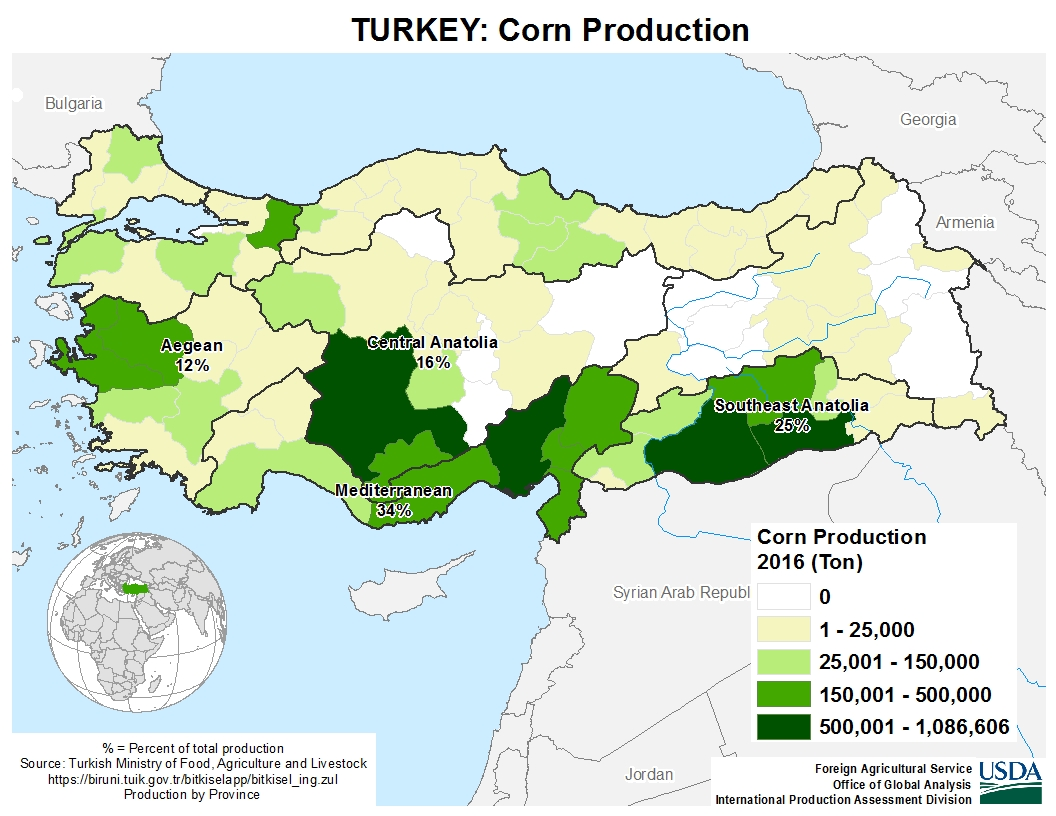 TURKEY: Corn Production
Bulgaria
Georgia
Armenia
Aegean
12%
Central Anatolia
16%
Southeast Anatolia
25%
Mediterranean
34%
Syrian Arab Republ
Jordan
Corn Production
2016 (Ton)
0
1 - 25,000
25,001 - 150,000
150,001 - 500,000
500,001 - 1,086,606
% = Percent of total production
Source: Turkish Ministry of Food, Agriculture and Livestock
https://biruni.tuik.gov.tr/bitkiselapp/bitkisel_ing.zul
Production by Province
Foreign Agricultural Service
Office of Global Analysis
International Production Assessment Division
USDA